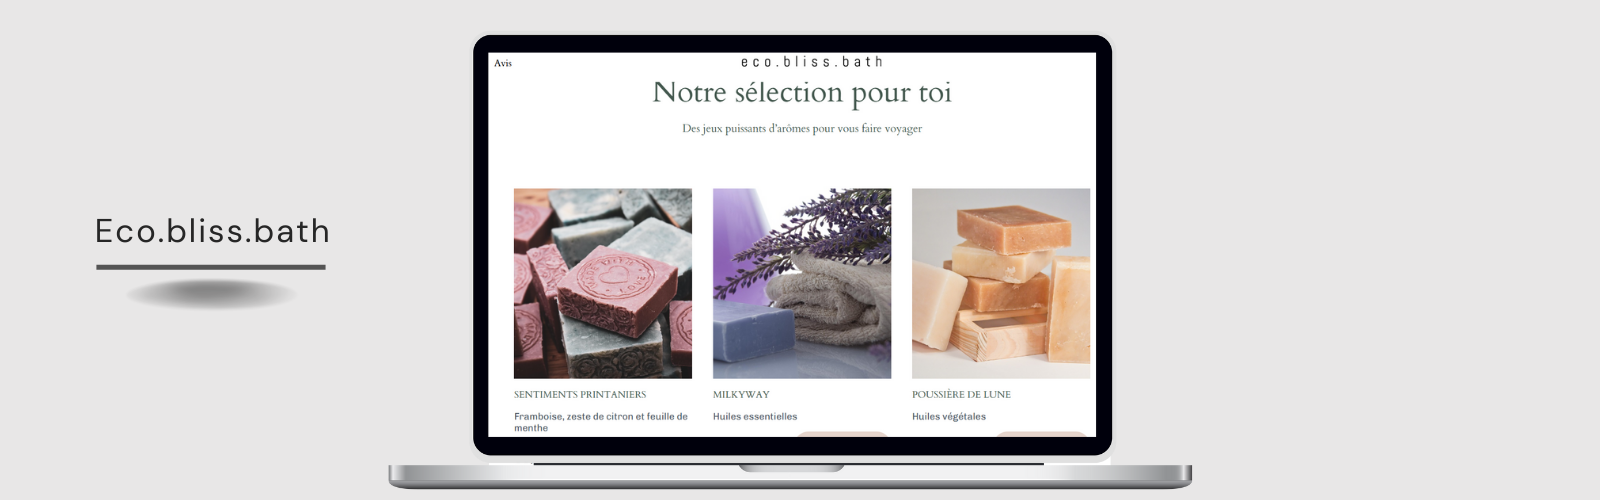 Eco.bliss.bath
Avis
eco.bliss.bath
Notre sélection pour toi
Des jeux puissants d'arômes pour vous faire voyager
SENTIMENTS PRINTANIERS
Framboise, zeste de citron et feuille de
menthe
MILKYWAY
Huiles essentielles
POUSSIÈRE DE LUNE
Huiles végétales